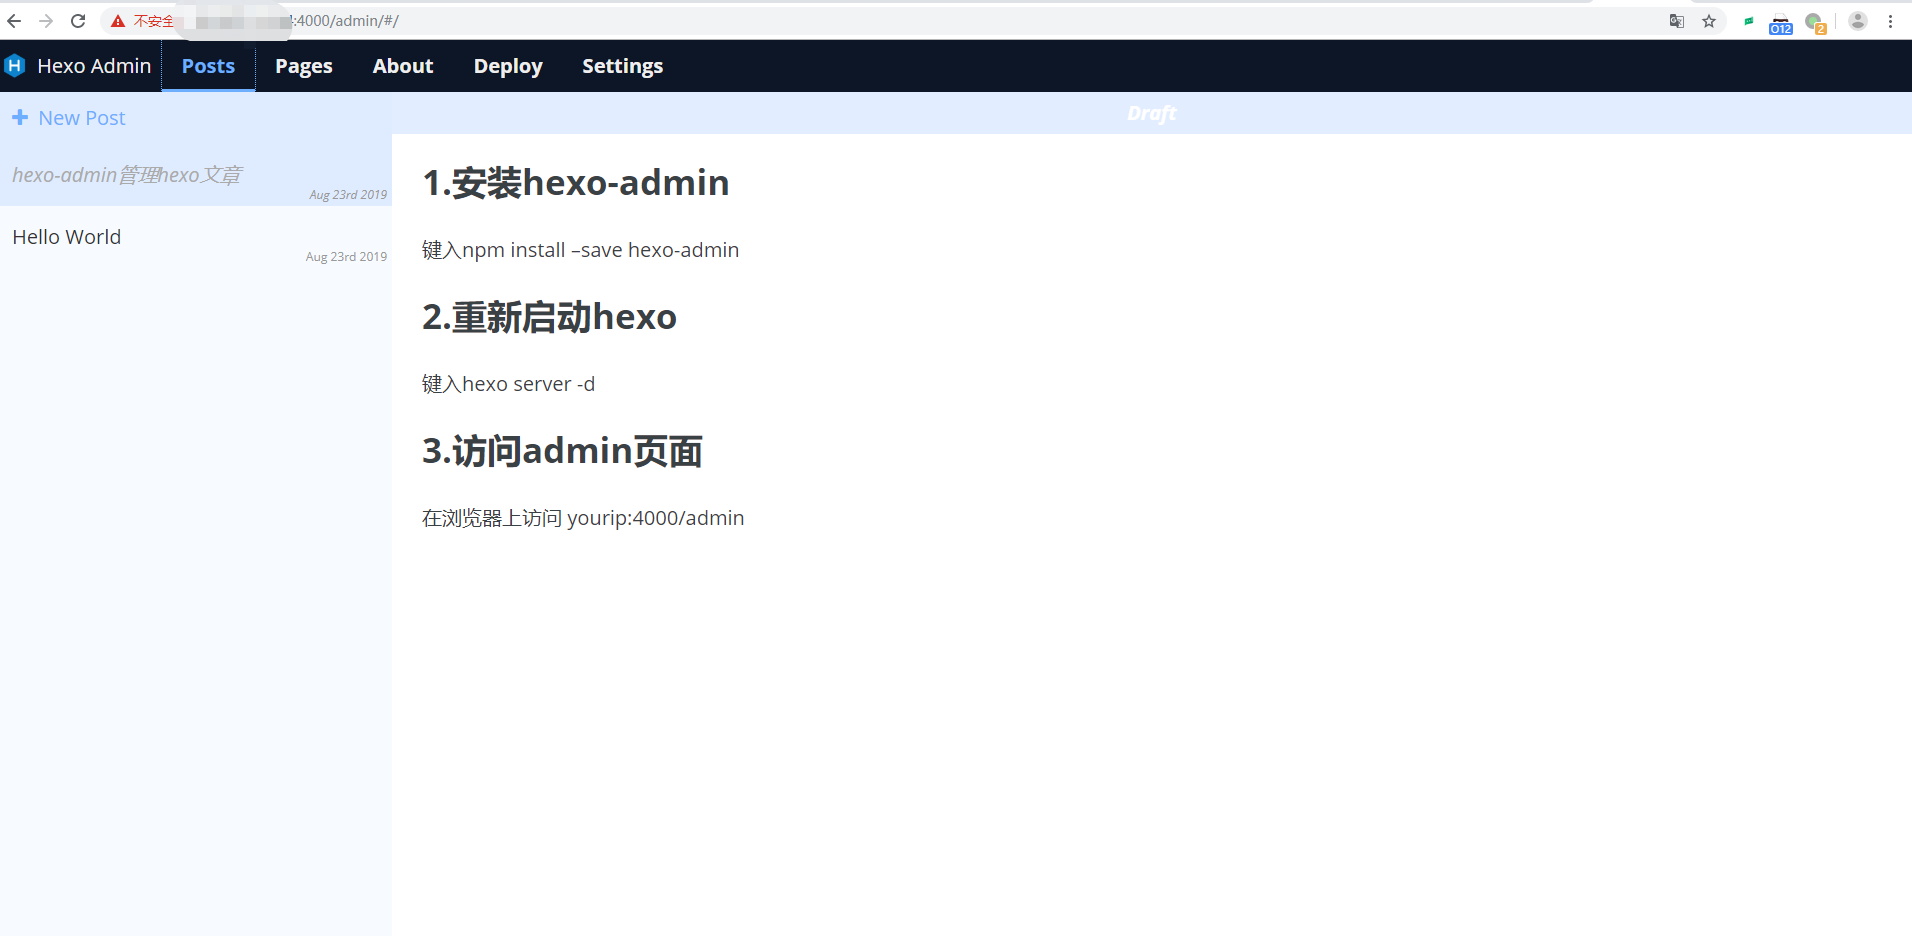 不安全
:4000/admin/#/
O12
2
Hexo Admin
Posts
Pages
About
Deploy
Settings
New Post
Draft
hexo-admin管理hexo文章
Aug 23rd 2019
Hello World
Aug 23rd 2019
1.安装hexo-admin
键入npm install –save hexo-admin
2.重新启动hexo
键入hexo server -d
3.访问admin页面
在浏览器上访问 yourip:4000/admin